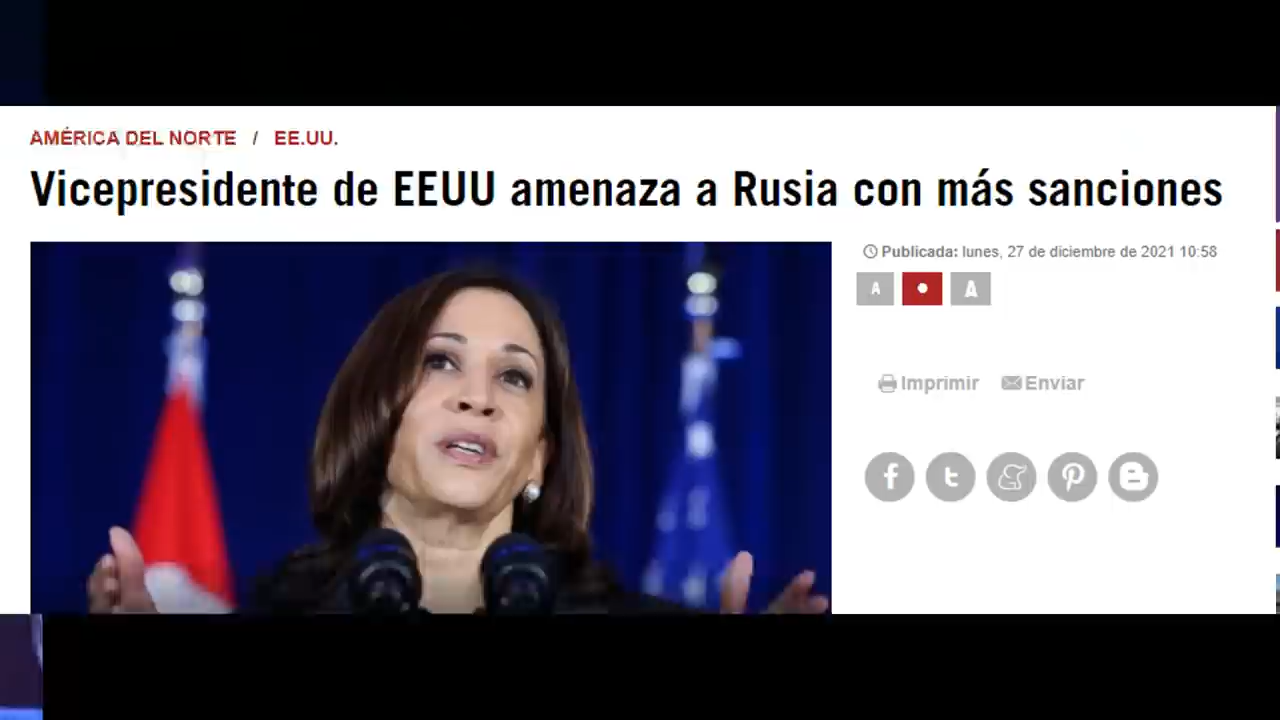 AMÉRICA DEL NORTE / EE.UU.
Vicepresidente de EEUU amenaza a Rusia con más sanciones
Publicada: lunes, 27 de diciembre de 2021 10:58
A A
Imprimir Enviar